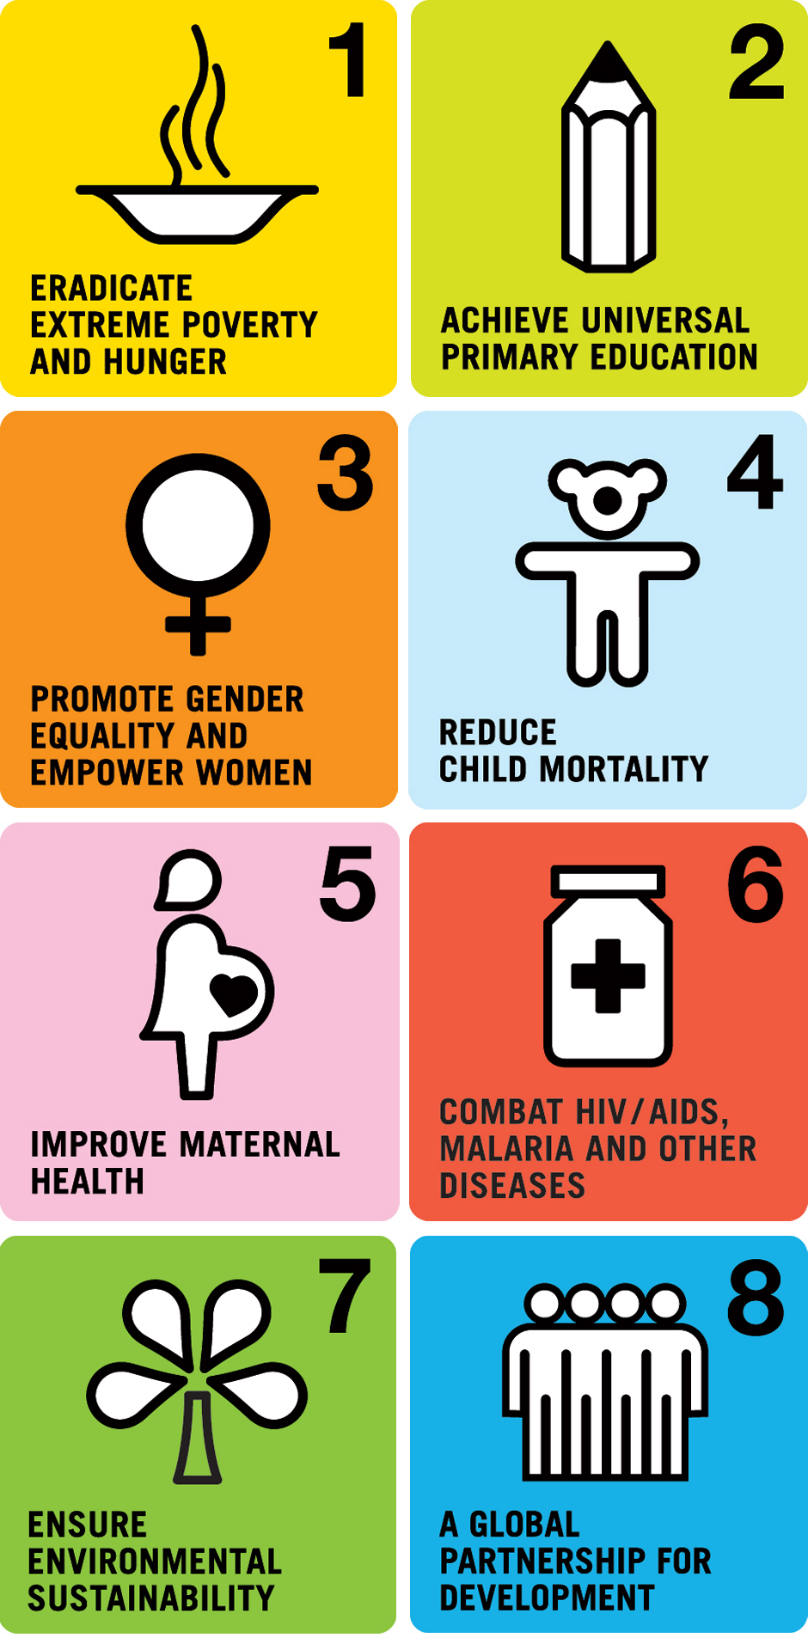 1
ERADICATE
EXTREME POVERTY
AND HUNGER
2
ACHIEVE UNIVERSAL
PRIMARY EDUCATION
3
PROMOTE GENDER
EQUALITY AND
EMPOWER WOMEN
4
REDUCE
CHILD MORTALITY
5
IMPROVE MATERNAL
HEALTH
6
COMBAT HIV/AIDS,
MALARIA AND OTHER
DISEASES
7
ENSURE
ENVIRONMENTAL
SUSTAINABILITY
8
A GLOBAL
PARTNERSHIP FOR
DEVELOPMENT